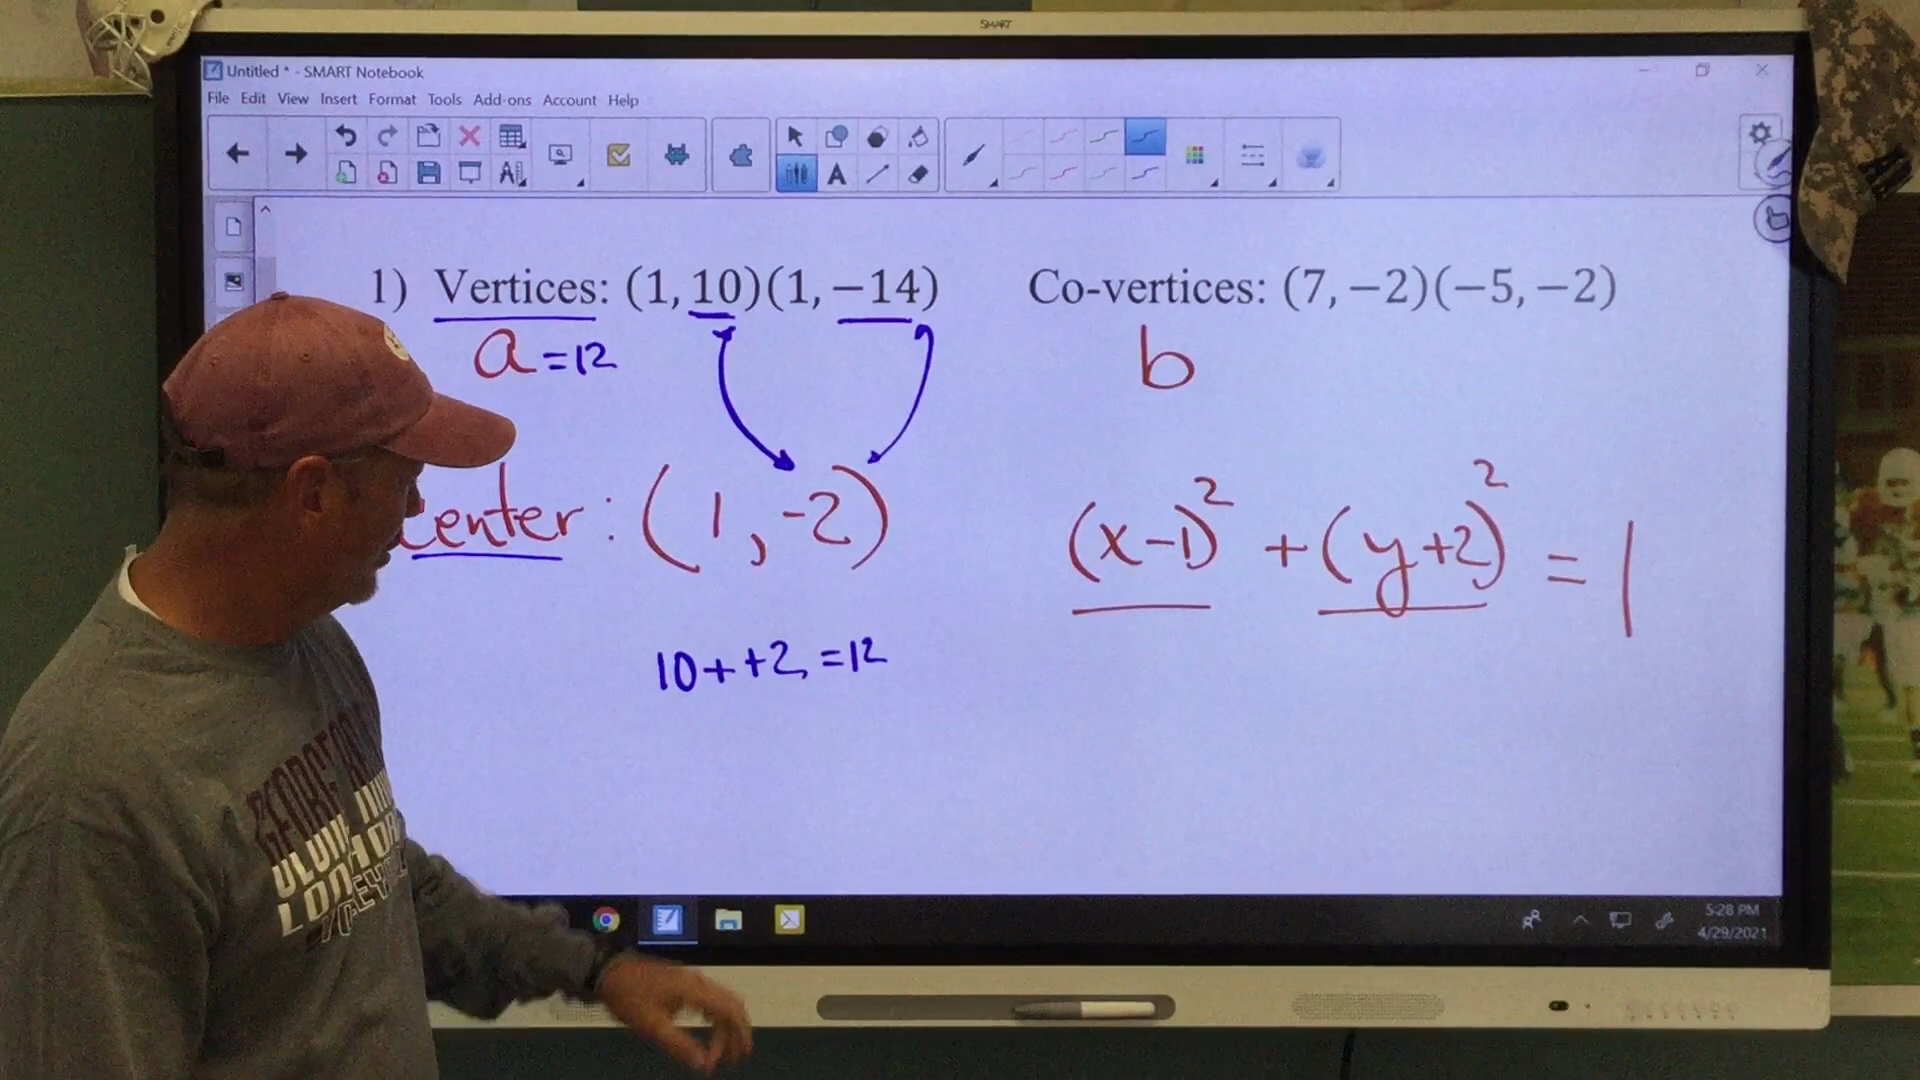 SMART
Untitled * - SMART Notebook
File Edit View Insert Format Tools Add-ons Account Help
1) Vertices: (1, 10)(1, −14) Co-vertices: (7, −2)(−5, −2)
a = 12 b
center : (1, -2) (x-1)² + (y+2)² = 1
10 + +2 = 12
5:28 PM
4/29/2021